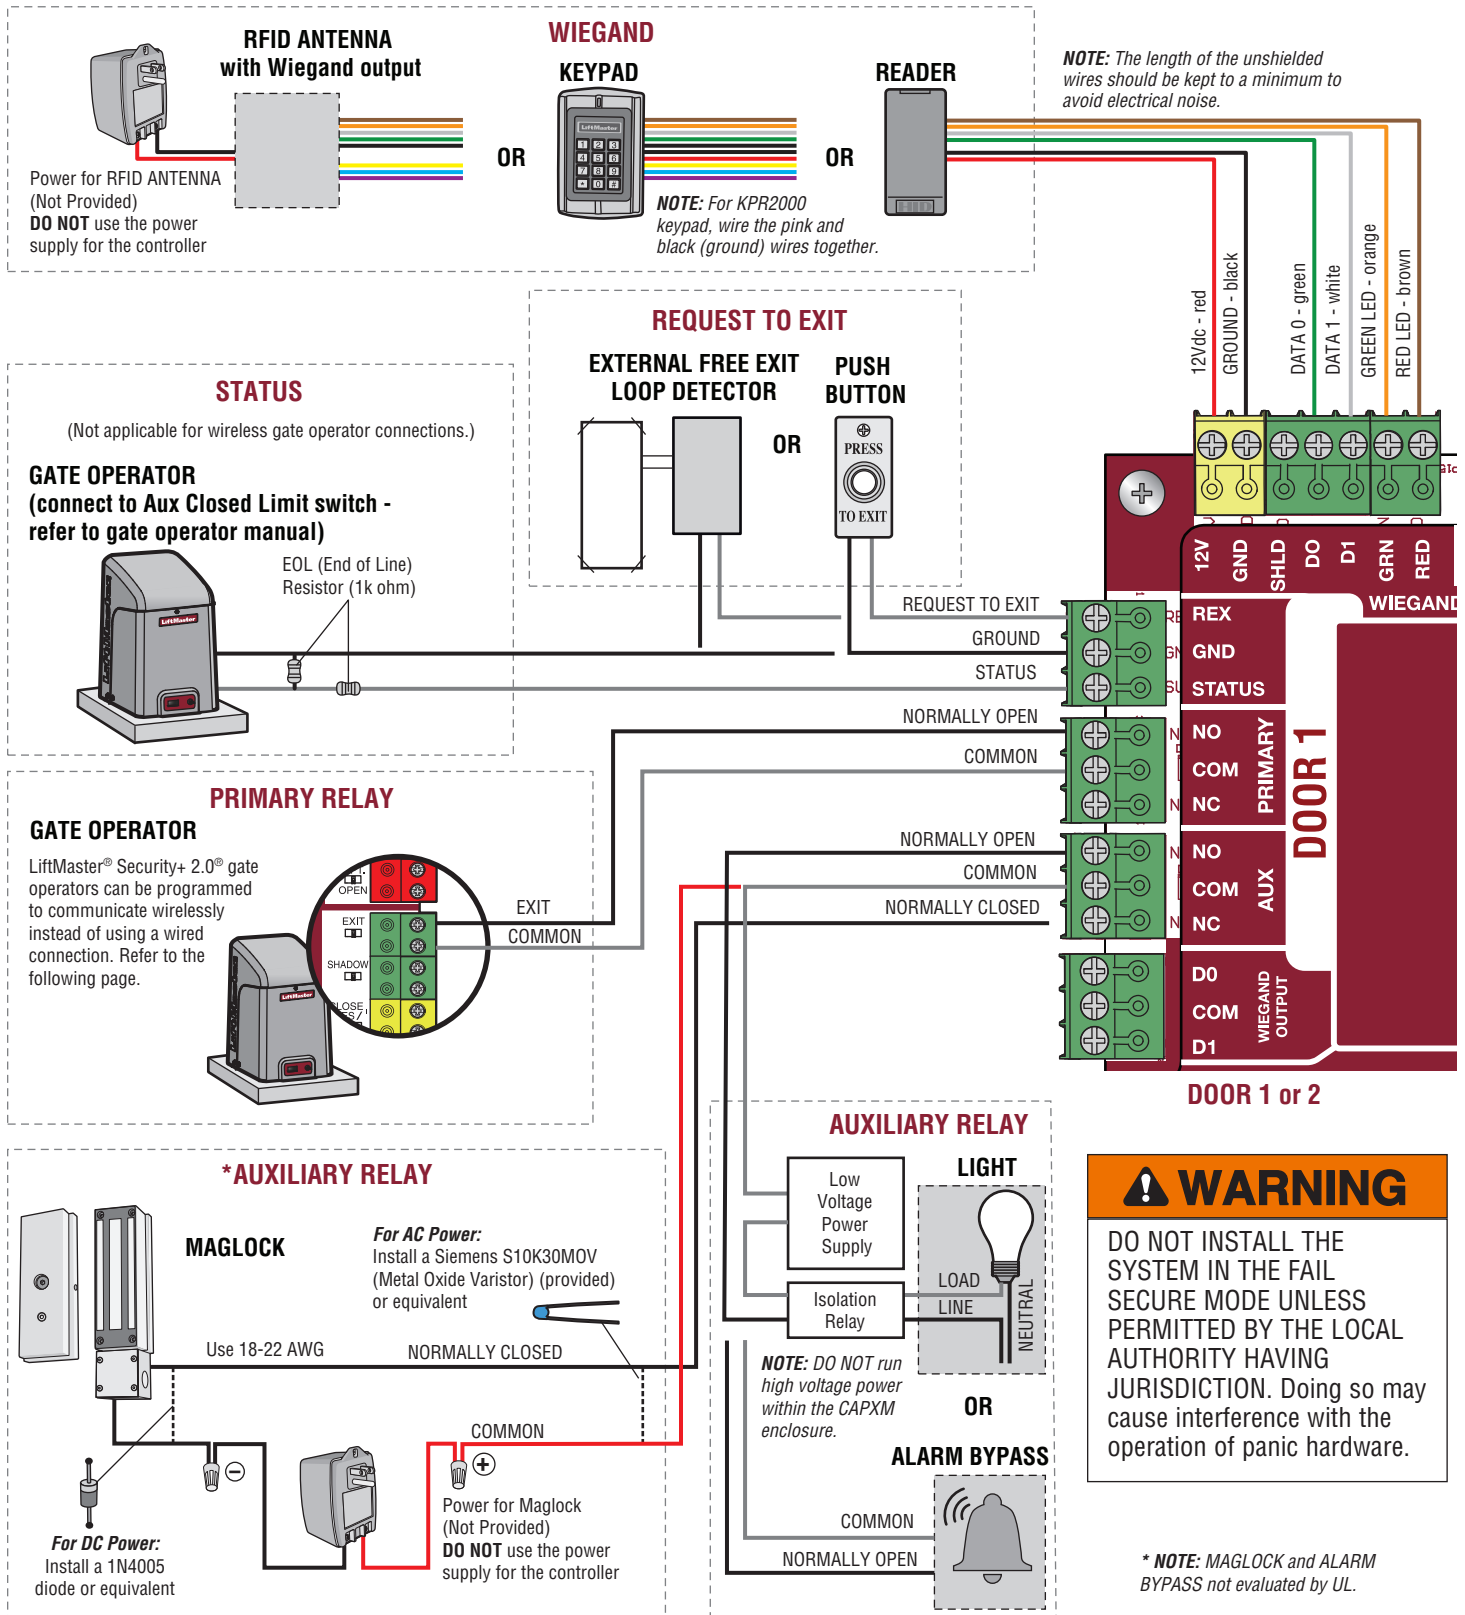 WIEGAND
RFID ANTENNA
with Wiegand output
KEYPAD
READER
LiftMaster
1 2 3
4 5 6
7 8 9
* 0 #
OR
OR
Power for RFID ANTENNA
(Not Provided)
DO NOT use the power
supply for the controller
NOTE: For KPR2000
keypad, wire the pink and
black (ground) wires together.
NOTE: The length of the unshielded
wires should be kept to a minimum to
avoid electrical noise.
12Vdc - red
GROUND - black
DATA 0 - green
DATA 1 - white
GREEN LED - orange
RED LED - brown
REQUEST TO EXIT
EXTERNAL FREE EXIT
LOOP DETECTOR
OR
PUSH
BUTTON
PRESS
TO EXIT
STATUS
(Not applicable for wireless gate operator connections.)
GATE OPERATOR
(connect to Aux Closed Limit switch -
refer to gate operator manual)
EOL (End of Line)
Resistor (1k ohm)
LiftMaster
REQUEST TO EXIT
GROUND
STATUS
NORMALLY OPEN
COMMON
NORMALLY OPEN
COMMON
NORMALLY CLOSED
12V
GND
SHLD
DO
D1
GRN
RED
WIEGAND
REX
GND
STATUS
NO
COM
NC
PRIMARY
NO
COM
NC
AUX
DOOR 1
D0
COM
D1
WIEGAND
OUTPUT
DOOR 1 or 2
PRIMARY RELAY
GATE OPERATOR
LiftMaster® Security+ 2.0® gate
operators can be programmed
to communicate wirelessly
instead of using a wired
connection. Refer to the
following page.
LiftMaster
OPEN
EXIT
SHADOW
EXIT
COMMON
*AUXILIARY RELAY
MAGLOCK
For AC Power:
Install a Siemens S10K30MOV
(Metal Oxide Varistor) (provided)
or equivalent
Use 18-22 AWG
NORMALLY CLOSED
COMMON
−
+
For DC Power:
Install a 1N4005
diode or equivalent
Power for Maglock
(Not Provided)
DO NOT use the power
supply for the controller
AUXILIARY RELAY
LIGHT
Low
Voltage
Power
Supply
Isolation
Relay
LOAD
LINE
NEUTRAL
NOTE: DO NOT run
high voltage power
within the CAPXM
enclosure.
OR
ALARM BYPASS
COMMON
NORMALLY OPEN
WARNING
DO NOT INSTALL THE
SYSTEM IN THE FAIL
SECURE MODE UNLESS
PERMITTED BY THE LOCAL
AUTHORITY HAVING
JURISDICTION. Doing so may
cause interference with the
operation of panic hardware.
* NOTE: MAGLOCK and ALARM
BYPASS not evaluated by UL.